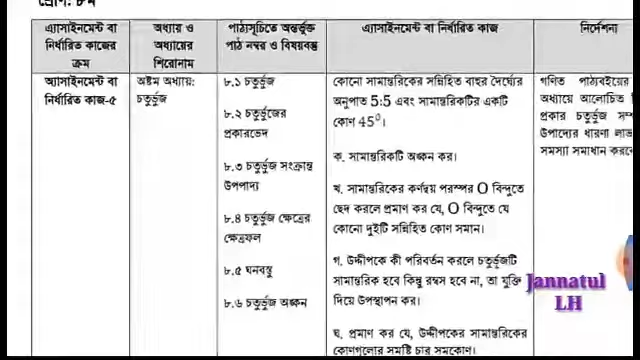 শ্রেণি: ৮ম
এ্যাসাইনমেন্ট বা নির্ধারিত কাজের ক্রম
অধ্যায় ও অধ্যায়ের শিরোনাম
পাঠ্যসূচিতে অন্তর্ভুক্ত পাঠ নম্বর ও বিষয়বস্তু
এ্যাসাইনমেন্ট বা নির্ধারিত কাজ
নির্দেশনা
অ্যাসাইনমেন্ট বা
নির্ধারিত কাজ-৫
অষ্টম অধ্যায়:
চতুর্ভুজ
৮.১ চতুর্ভুজ
৮.২ চতুর্ভুজের
প্রকারভেদ
৮.৩ চতুর্ভুজ সংক্রান্ত
উপপাদ্য
৮.৪ চতুর্ভুজ ক্ষেত্রের
ক্ষেত্রফল
৮.৫ ঘনবস্তু
৮.৬ চতুর্ভুজ অঙ্কন
কোনো সামান্তরিকের সন্নিহিত বাহুর দৈর্ঘ্যের
অনুপাত 5:5 এবং সামান্তরিকটির একটি
কোণ 45⁰।
ক. সামান্তরিকটি অঙ্কন কর।
খ. সামান্তরিকের কর্ণদ্বয় পরস্পর O বিন্দুতে
ছেদ করলে প্রমাণ কর যে, O বিন্দুতে যে
কোনো দুইটি সন্নিহিত কোণ সমান।
গ. উদ্দীপকে কী পরিবর্তন করলে চতুর্ভুজটি
সামান্তরিক হবে কিন্তু রম্বস হবে না, তা যুক্তি
দিয়ে উপস্থাপন কর।
ঘ. প্রমাণ কর যে, উদ্দীপকের সামান্তরিকের
কোণগুলোর সমষ্টি চার সমকোণ।
গণিত পাঠ্যবইয়ের
অধ্যায়ে আলোচিত
প্রকার চতুর্ভুজ
উপাদ্যের ধারণা
সমস্যা সমাধান
Jannatul
LH